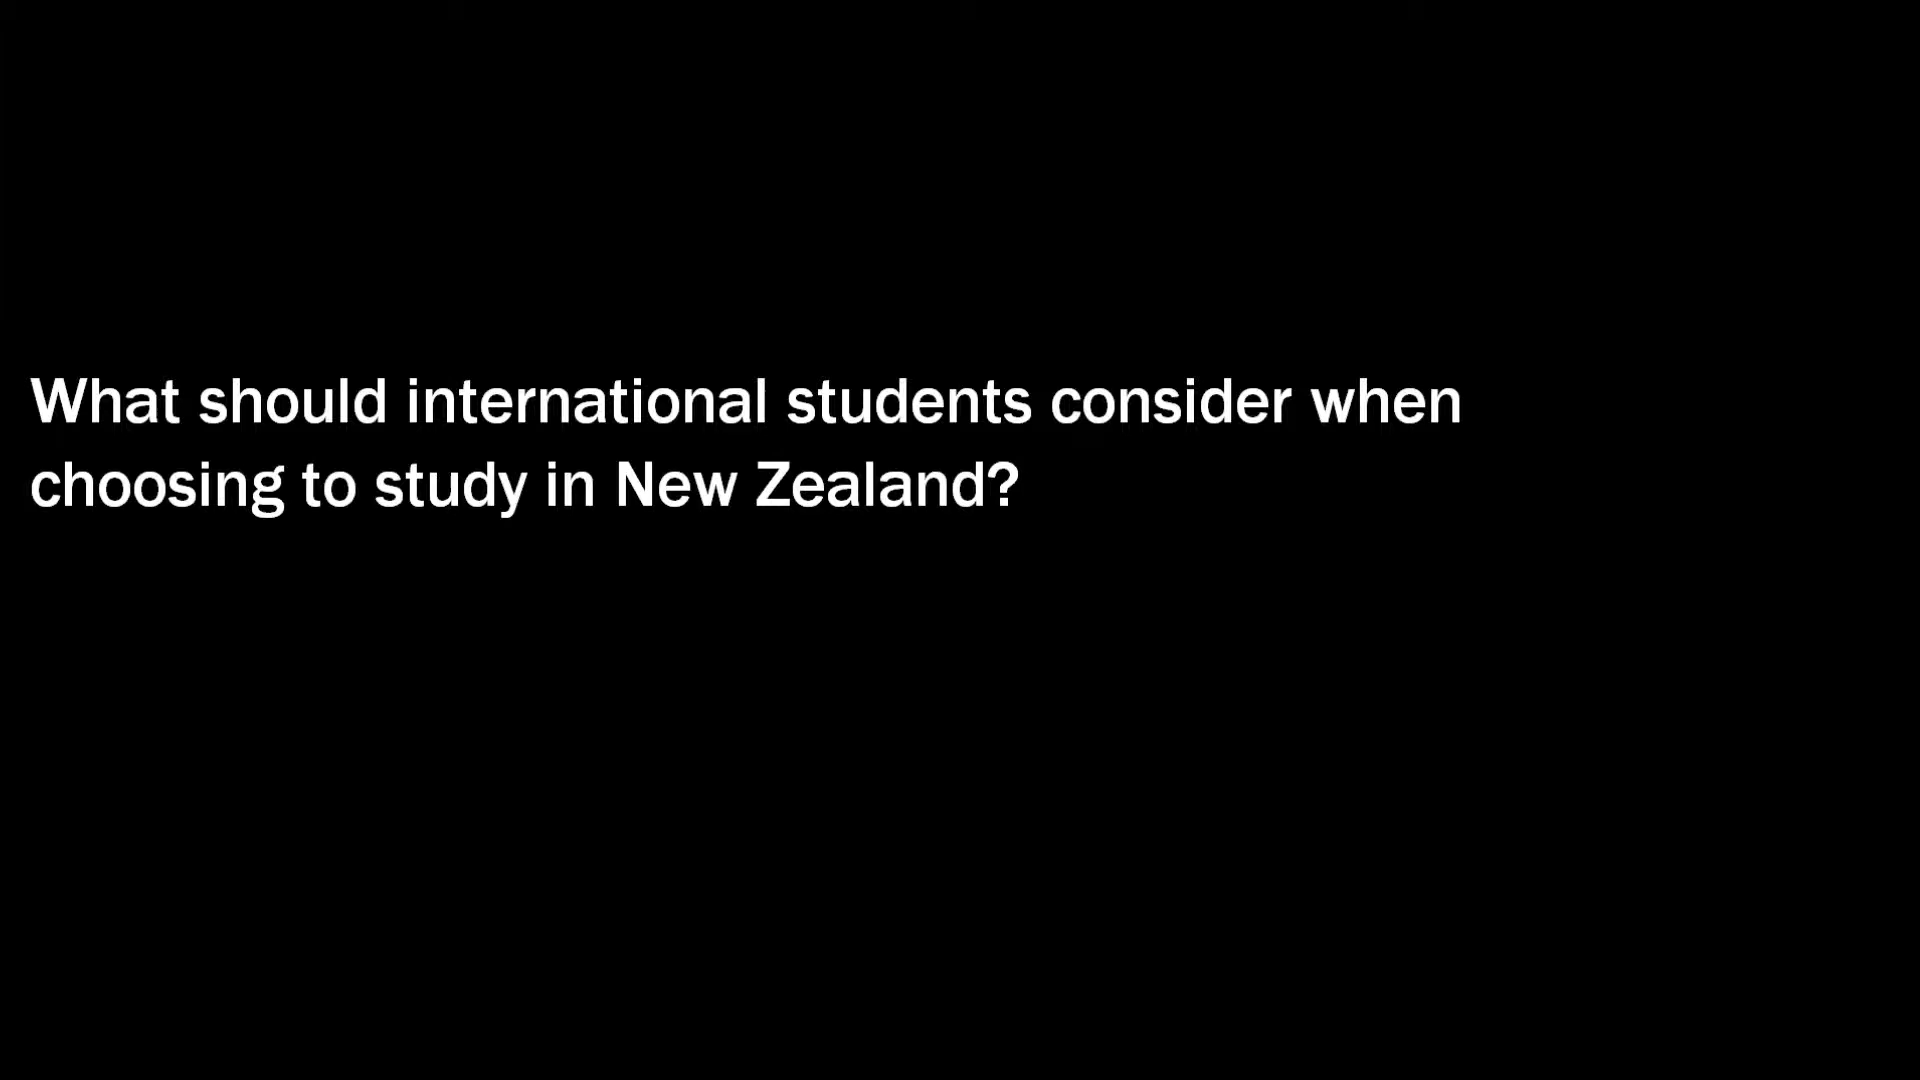 What should international students consider when
choosing to study in New Zealand?